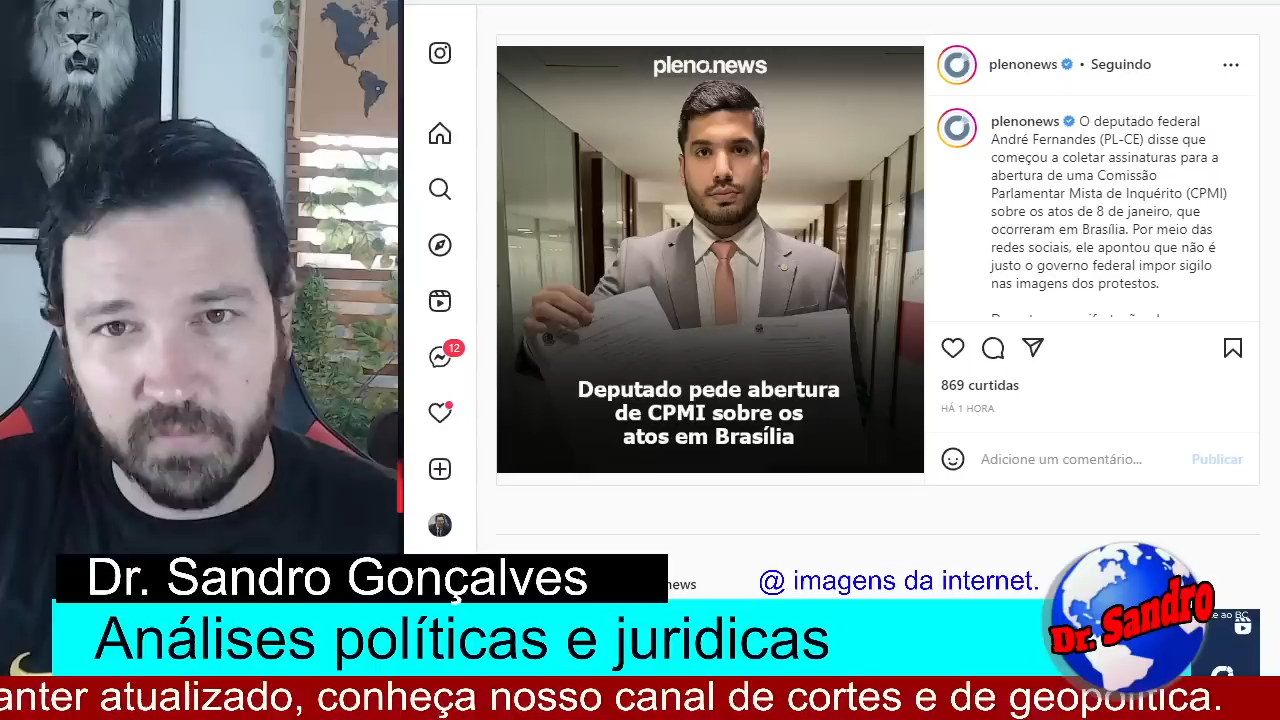 pleno.news
Deputado pede abertura
de CPMI sobre os
atos em Brasília
plenonews • Seguindo
plenonews O deputado federal
André Fernandes (PL-CE) disse que
começou a coletar assinaturas para a
abertura de uma Comissão
Parlamentar Mista de Inquérito (CPMI)
sobre os atos de 8 de janeiro, que
ocorreram em Brasília. Por meio das
redes sociais, ele apontou que não é
justo o governo federal impor sigilo
nas imagens dos protestos.
12
869 curtidas
HÁ 1 HORA
Adicione um comentário... Publicar
Dr. Sandro Gonçalves
news
@ imagens da internet.
Análises políticas e juridicas
Dr. Sandro
te ao BC
anter atualizado, conheça nosso canal de cortes e de geopolítica.